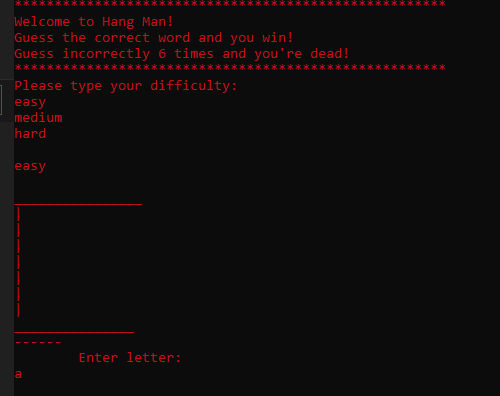 ******************************************************
Welcome to Hang Man!
Guess the correct word and you win!
Guess incorrectly 6 times and you're dead!
******************************************************
Please type your difficulty:
easy
medium
hard
easy
________________
|
|
|
|
|
|
|
_______________
------
Enter letter:
a